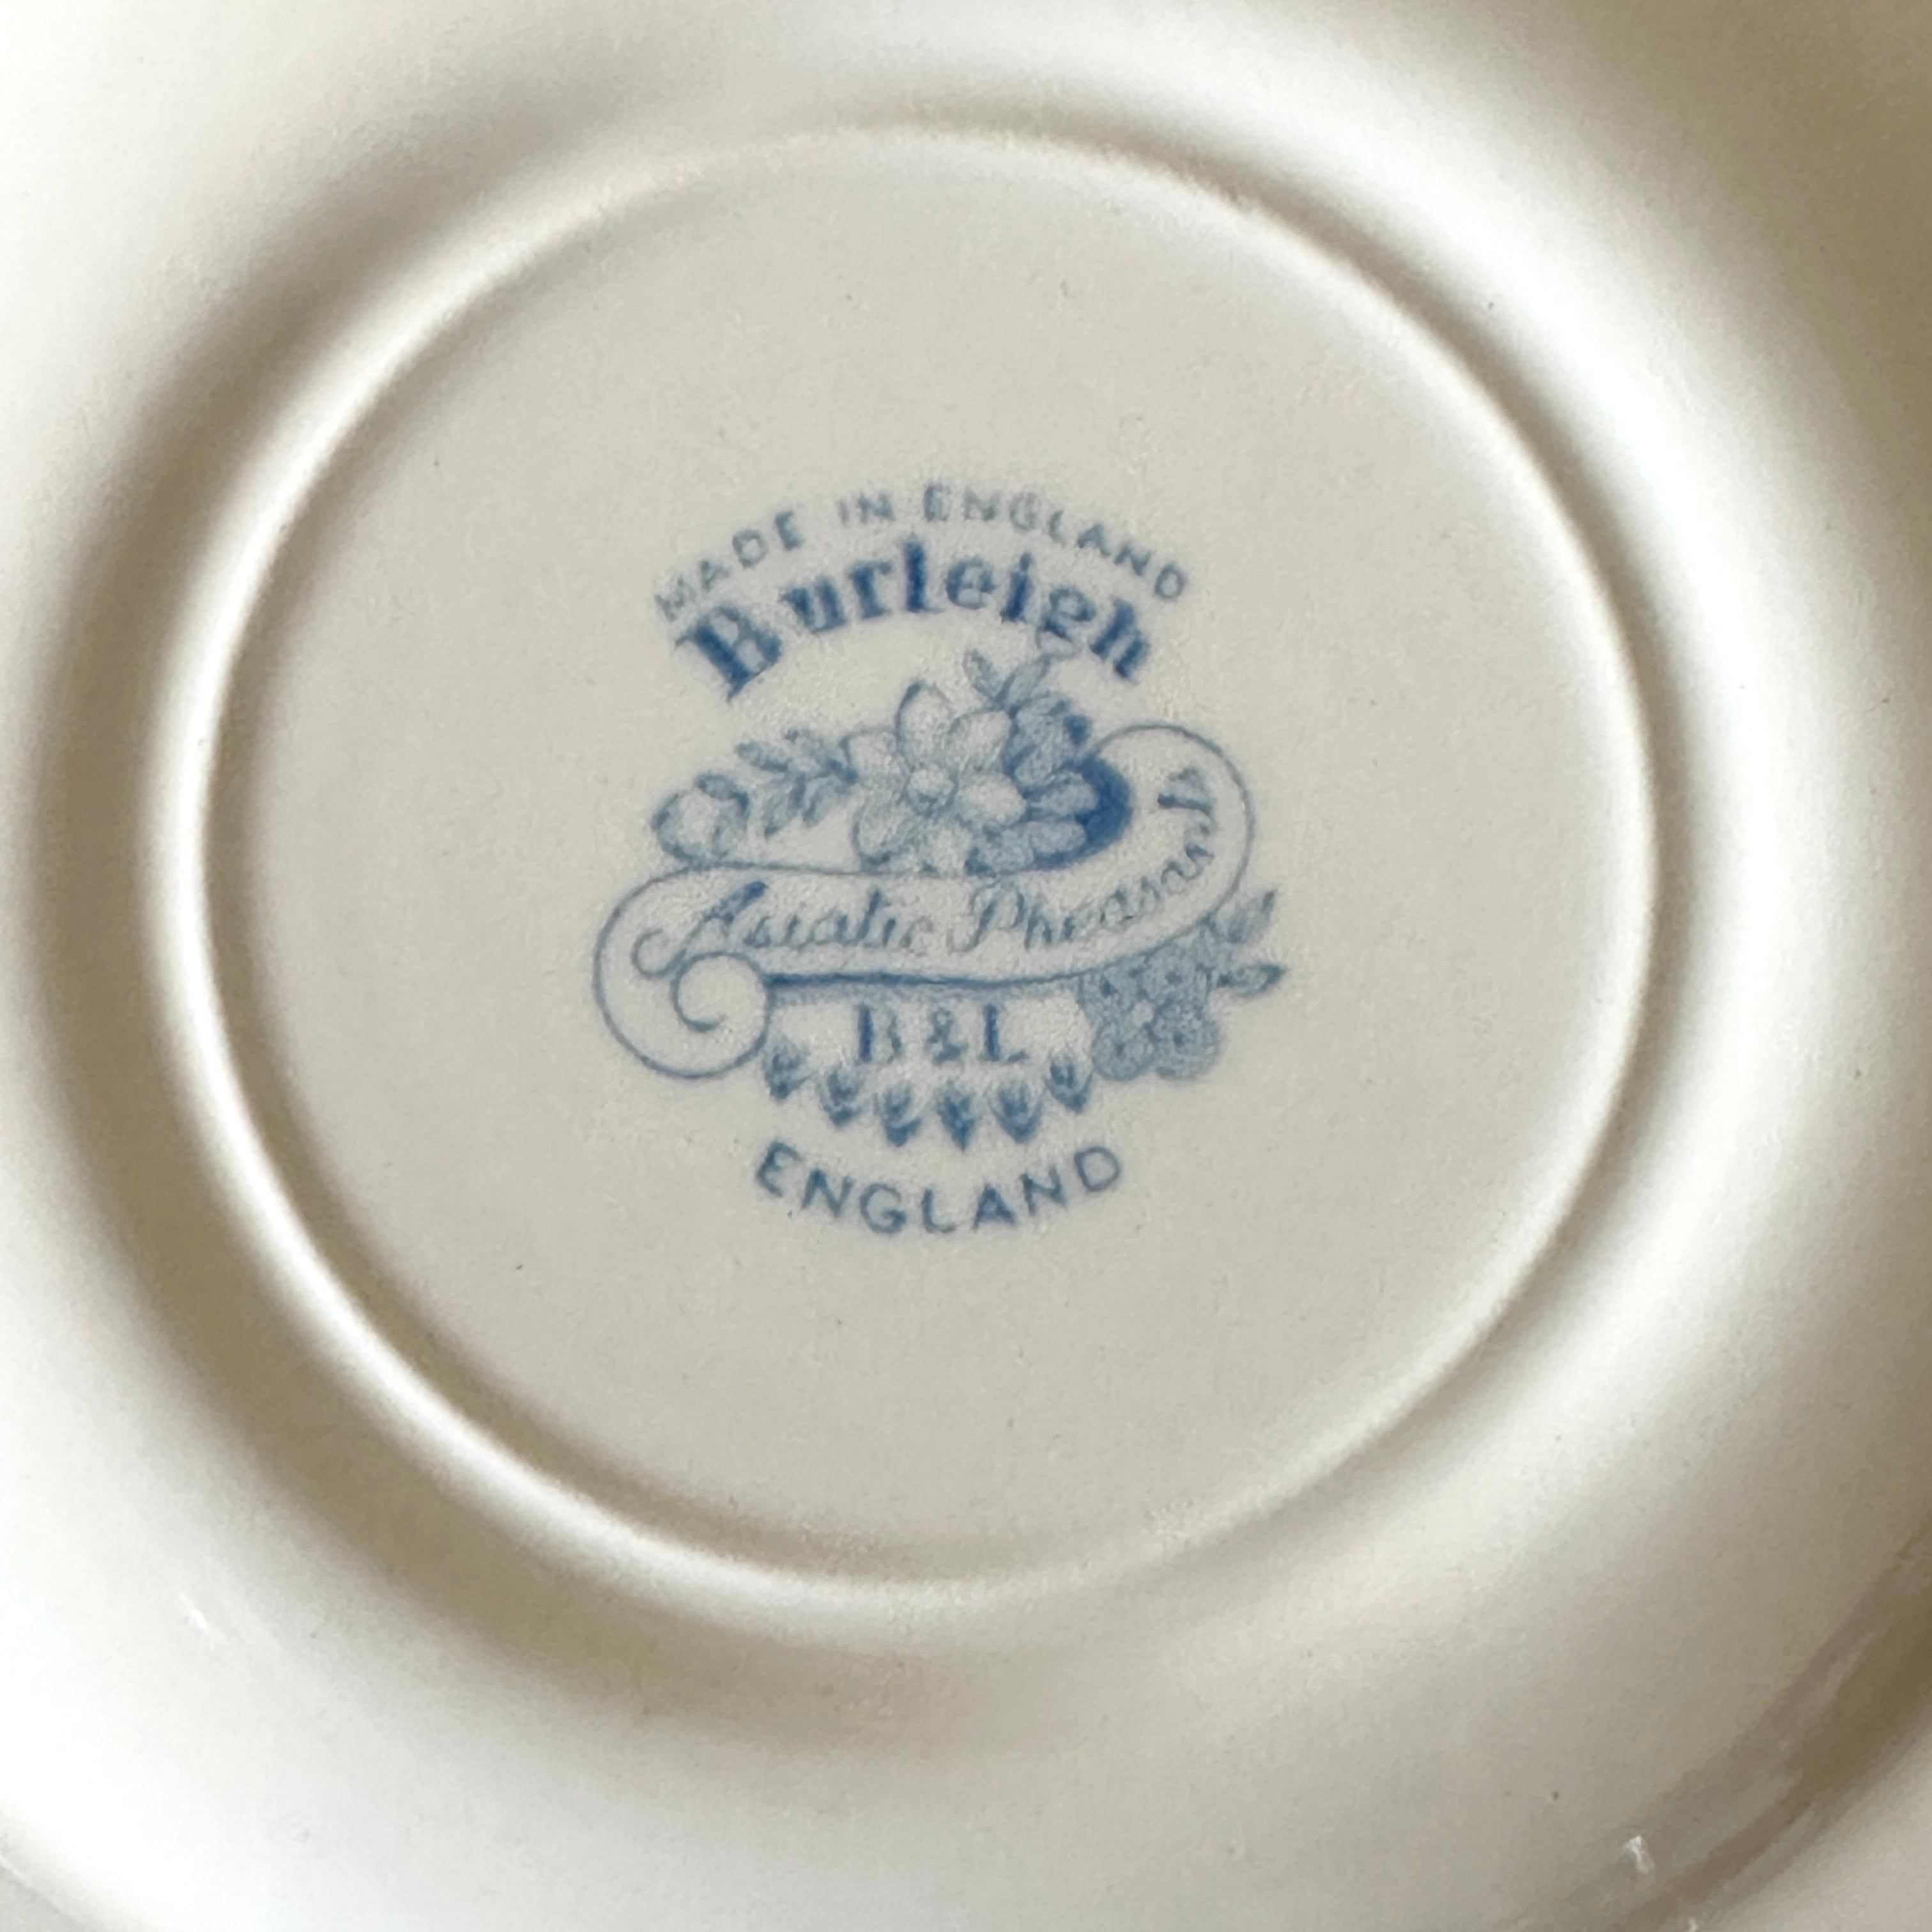 MADE IN ENGLAND
Burleigh
Asiatic Pheasants
B & L
ENGLAND